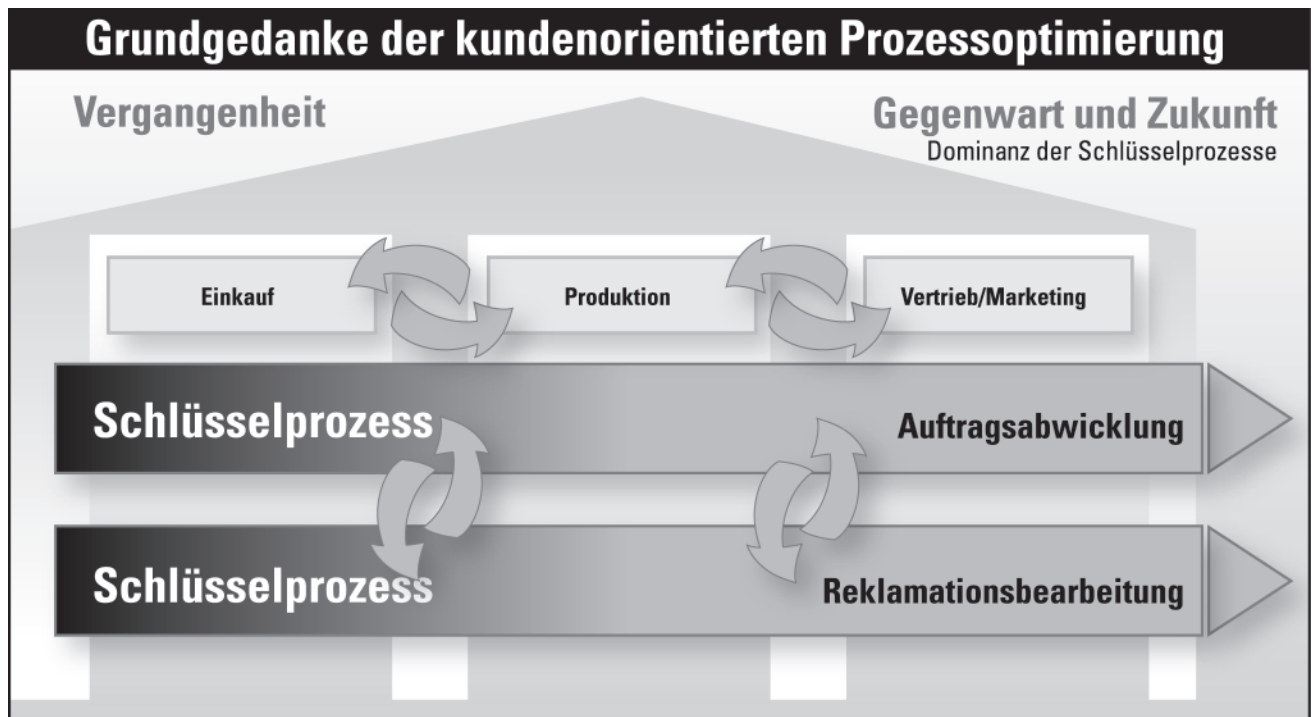 Grundgedanke der kundenorientierten Prozessoptimierung
Vergangenheit
Gegenwart und Zukunft
Dominanz der Schlüsselprozesse
Einkauf
Produktion
Vertrieb/Marketing
Schlüsselprozess
Auftragsabwicklung
Schlüsselprozess
Reklamationsbearbeitung